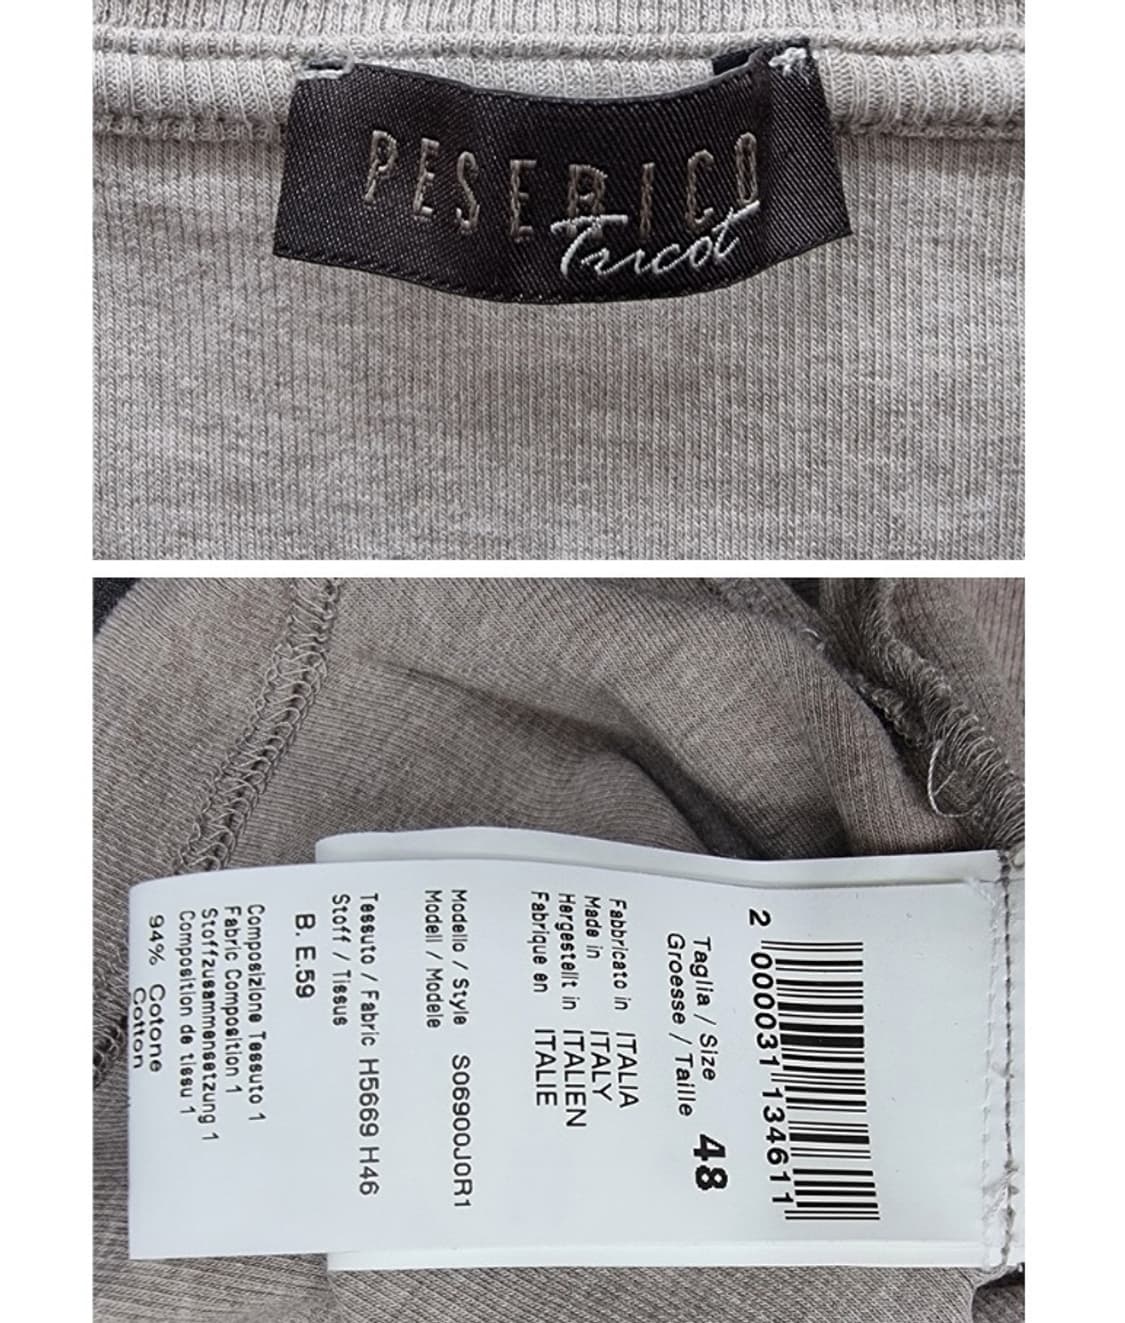 PESERICO
Tricot
2 000031 134611
Taglia / Size
Groesse / Taille 48
Fabbricato in ITALIA
Made in ITALY
Hergestellt in ITALIEN
Fabrique en ITALIE
Modello / Style S06900J0R1
Modell / Modele
Tessuto / Fabric H5669 H46
Stoff / Tissus
B. E.59
Composizione Tessuto 1
Fabric Composition 1
Stoffzusammensetzung 1
Composition de tissu 1
94% Cotone
Cotton